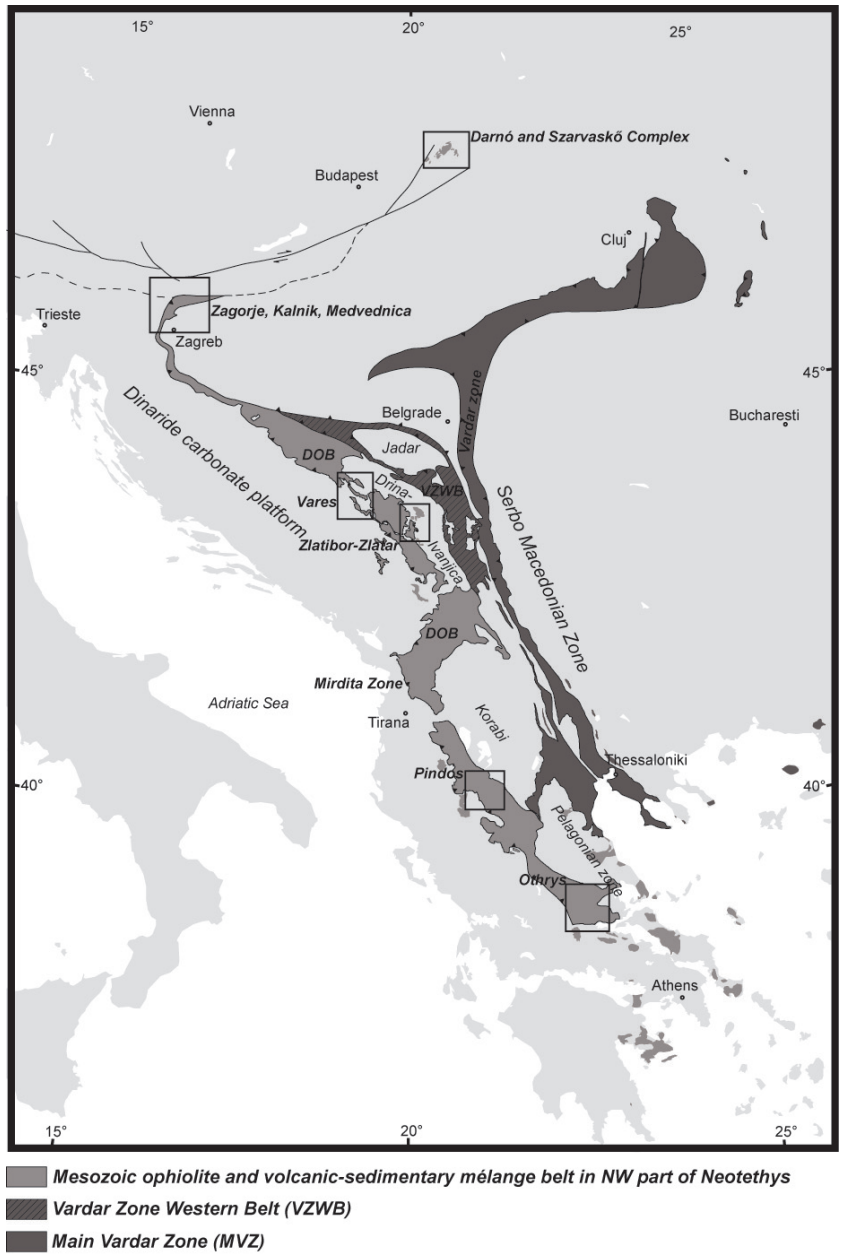 15°
20°
25°
Vienna
Darnó and Szarvaskő Complex
Budapest
Cluj
Trieste
Zagorje, Kalnik, Medvednica
Zagreb
45°
45°
Vardar zone
Dinaride carbonate platform
Belgrade
Bucharesti
Jadar
DOB
Drina-
Ivanjica
VZWB
Vares
Zlatibor-Zlatar
Serbo Macedonian Zone
DOB
Mirdita Zone
Adriatic Sea
Tirana
Korabi
Thessaloniki
Pindos
40°
40°
Pelagonian zone
Othrys
Athens
15°
20°
25°
Mesozoic ophiolite and volcanic-sedimentary mélange belt in NW part of Neotethys
Vardar Zone Western Belt (VZWB)
Main Vardar Zone (MVZ)